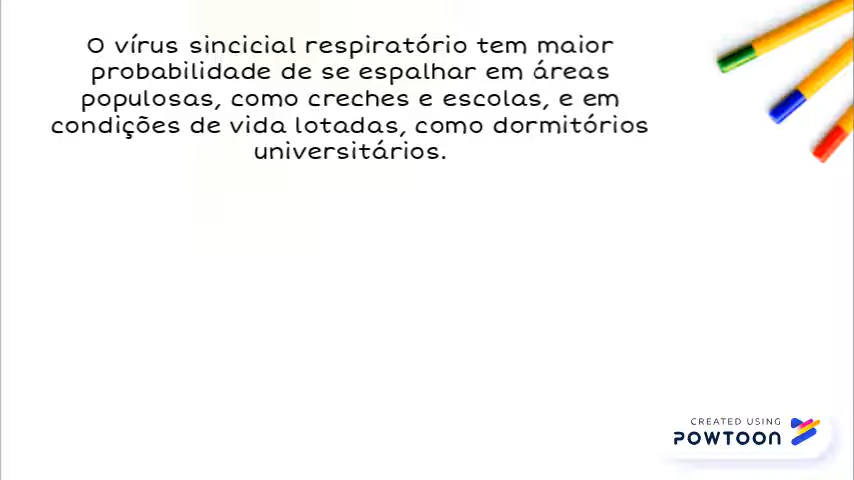 O vírus sincicial respiratório tem maior
probabilidade de se espalhar em áreas
populosas, como creches e escolas, e em
condições de vida lotadas, como dormitórios
universitários.
CREATED USING
POWTOON